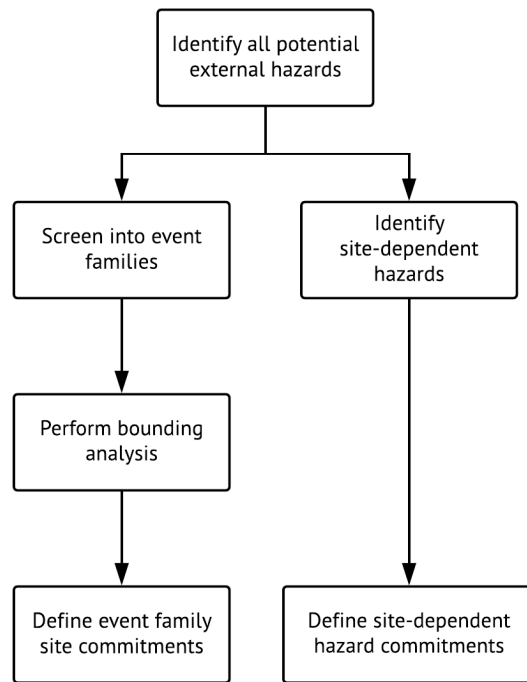 Identify all potential
external hazards
Screen into event
families
Identify
site-dependent
hazards
Perform bounding
analysis
Define event family
site commitments
Define site-dependent
hazard commitments